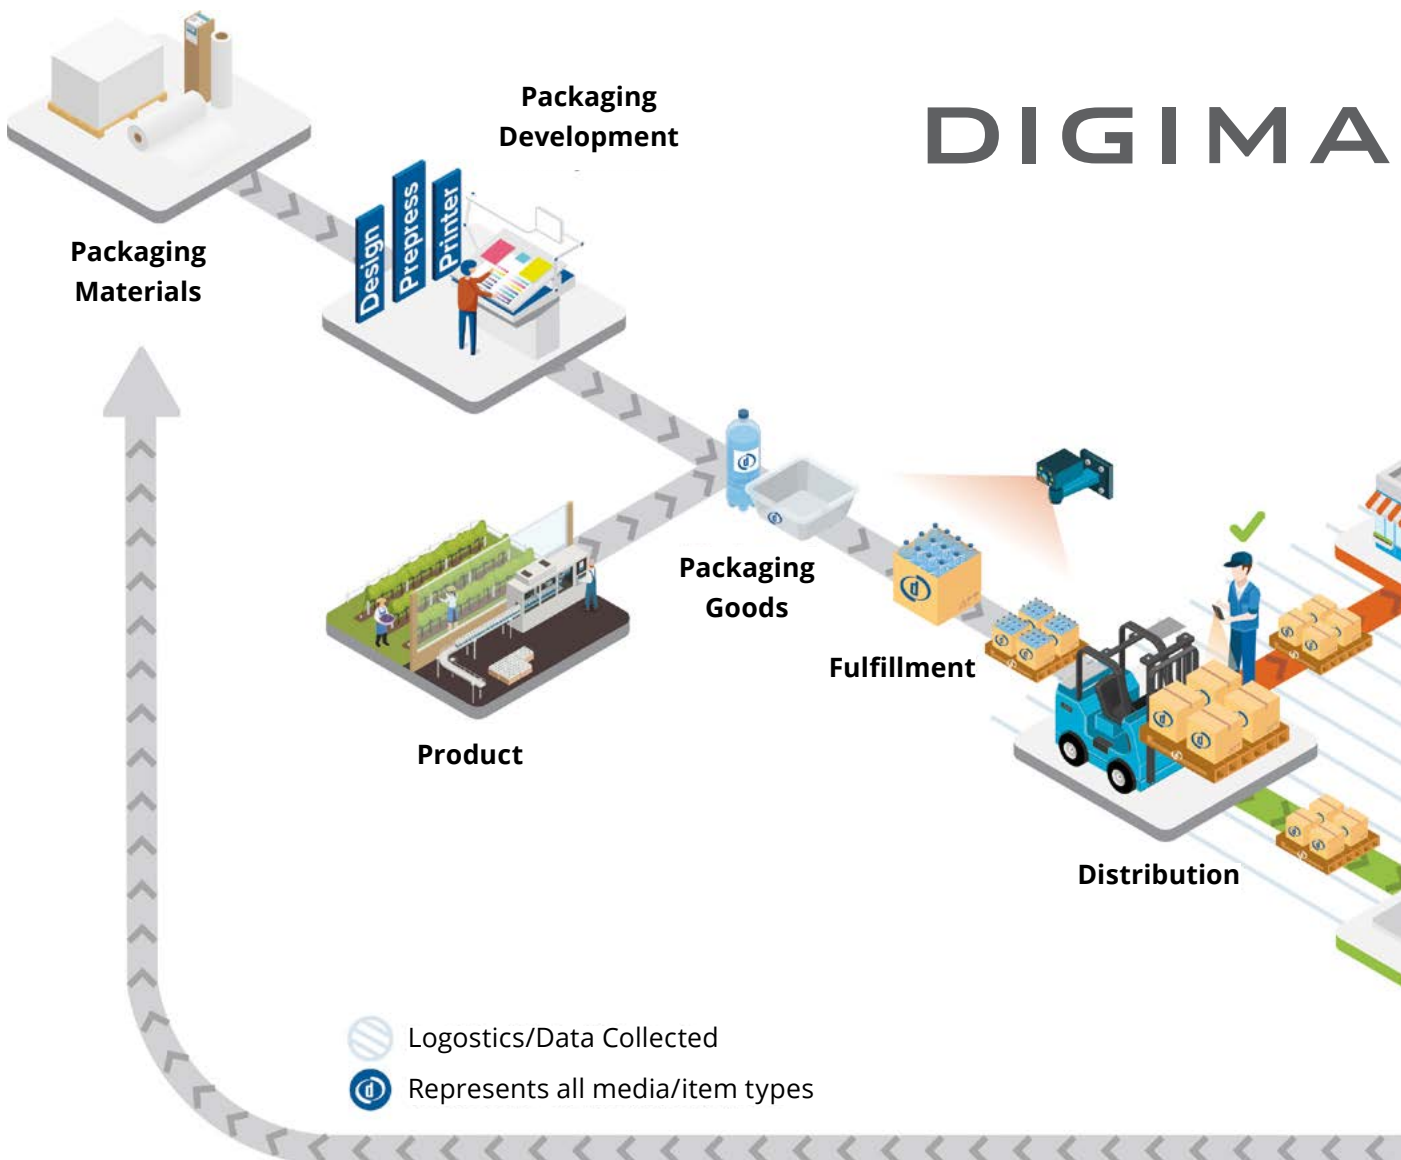 Packaging
Development
DIGIMA
Design
Prepress
Printer
Packaging
Materials
Packaging
Goods
Fulfillment
Product
Distribution
Logostics/Data Collected
Represents all media/item types